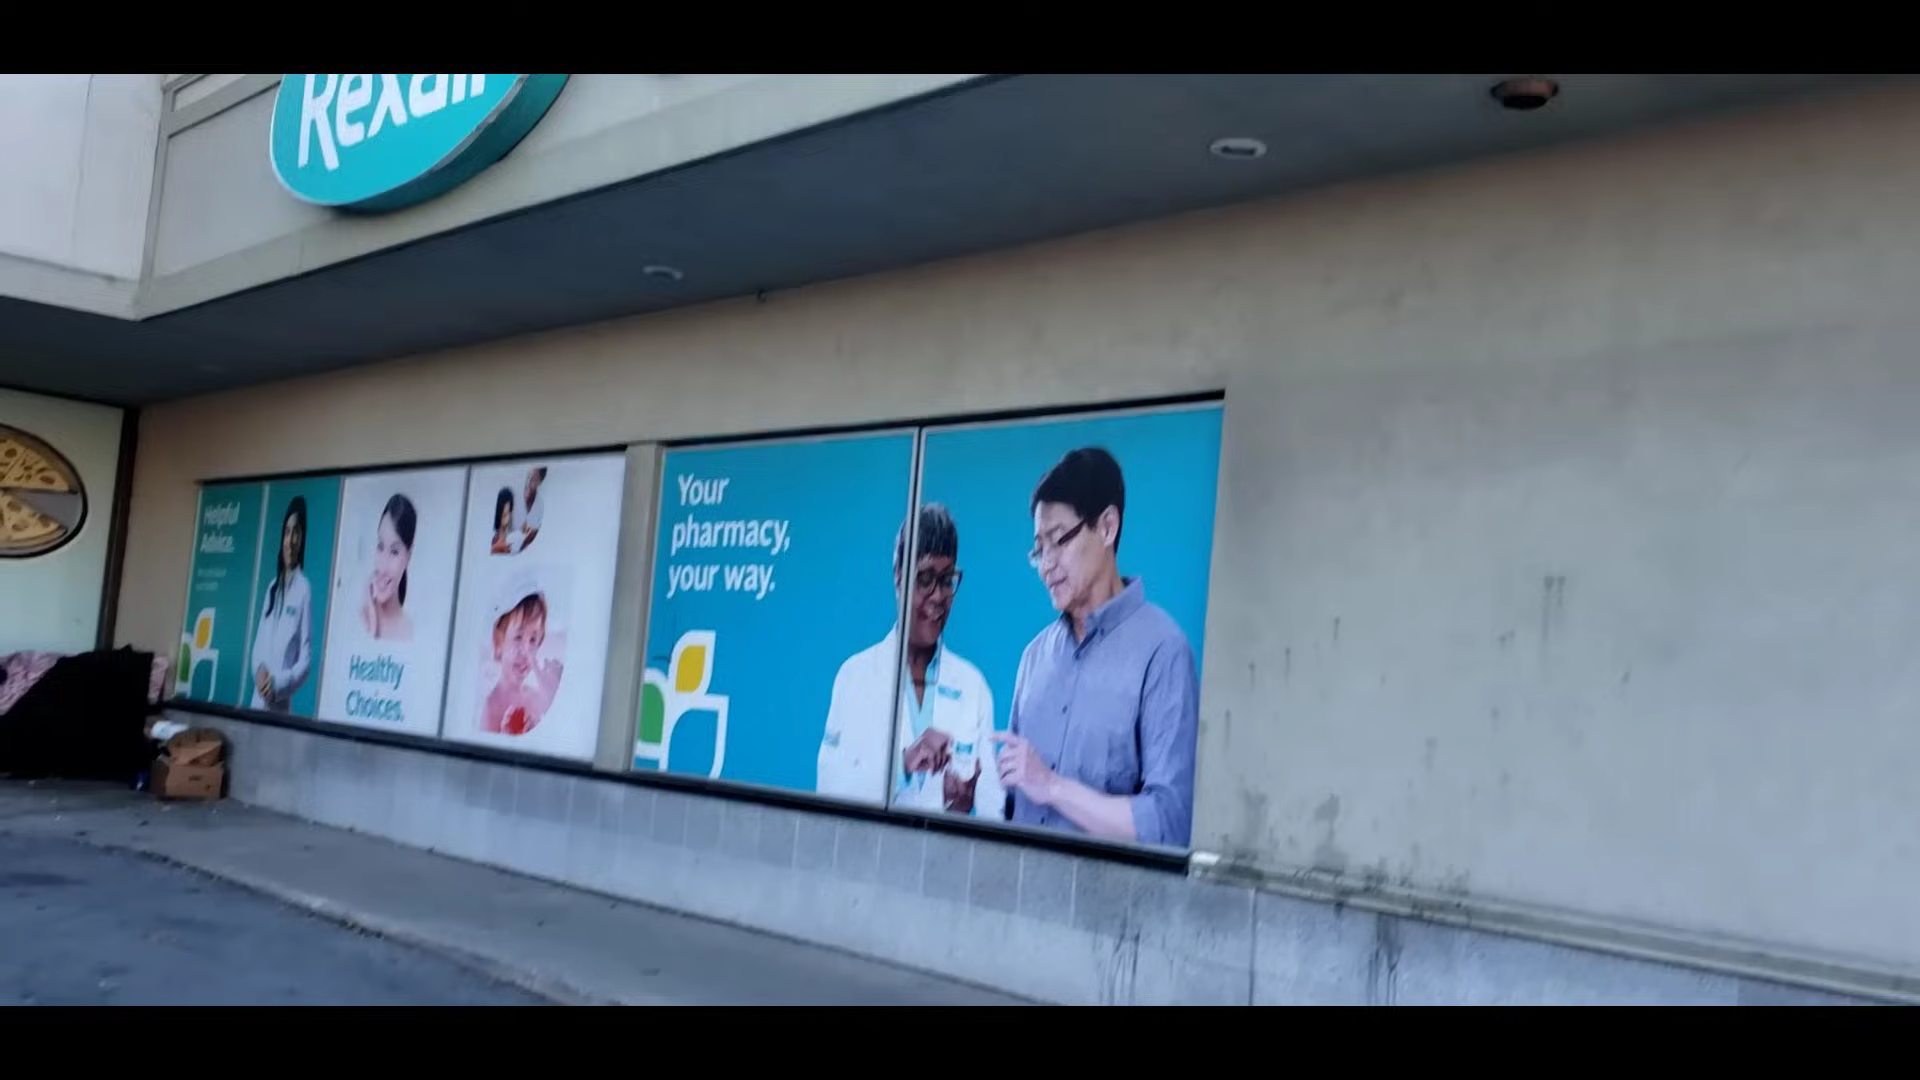 Rexall
Helpful
Advice.
Healthy
Choices.
Your
pharmacy,
your way.